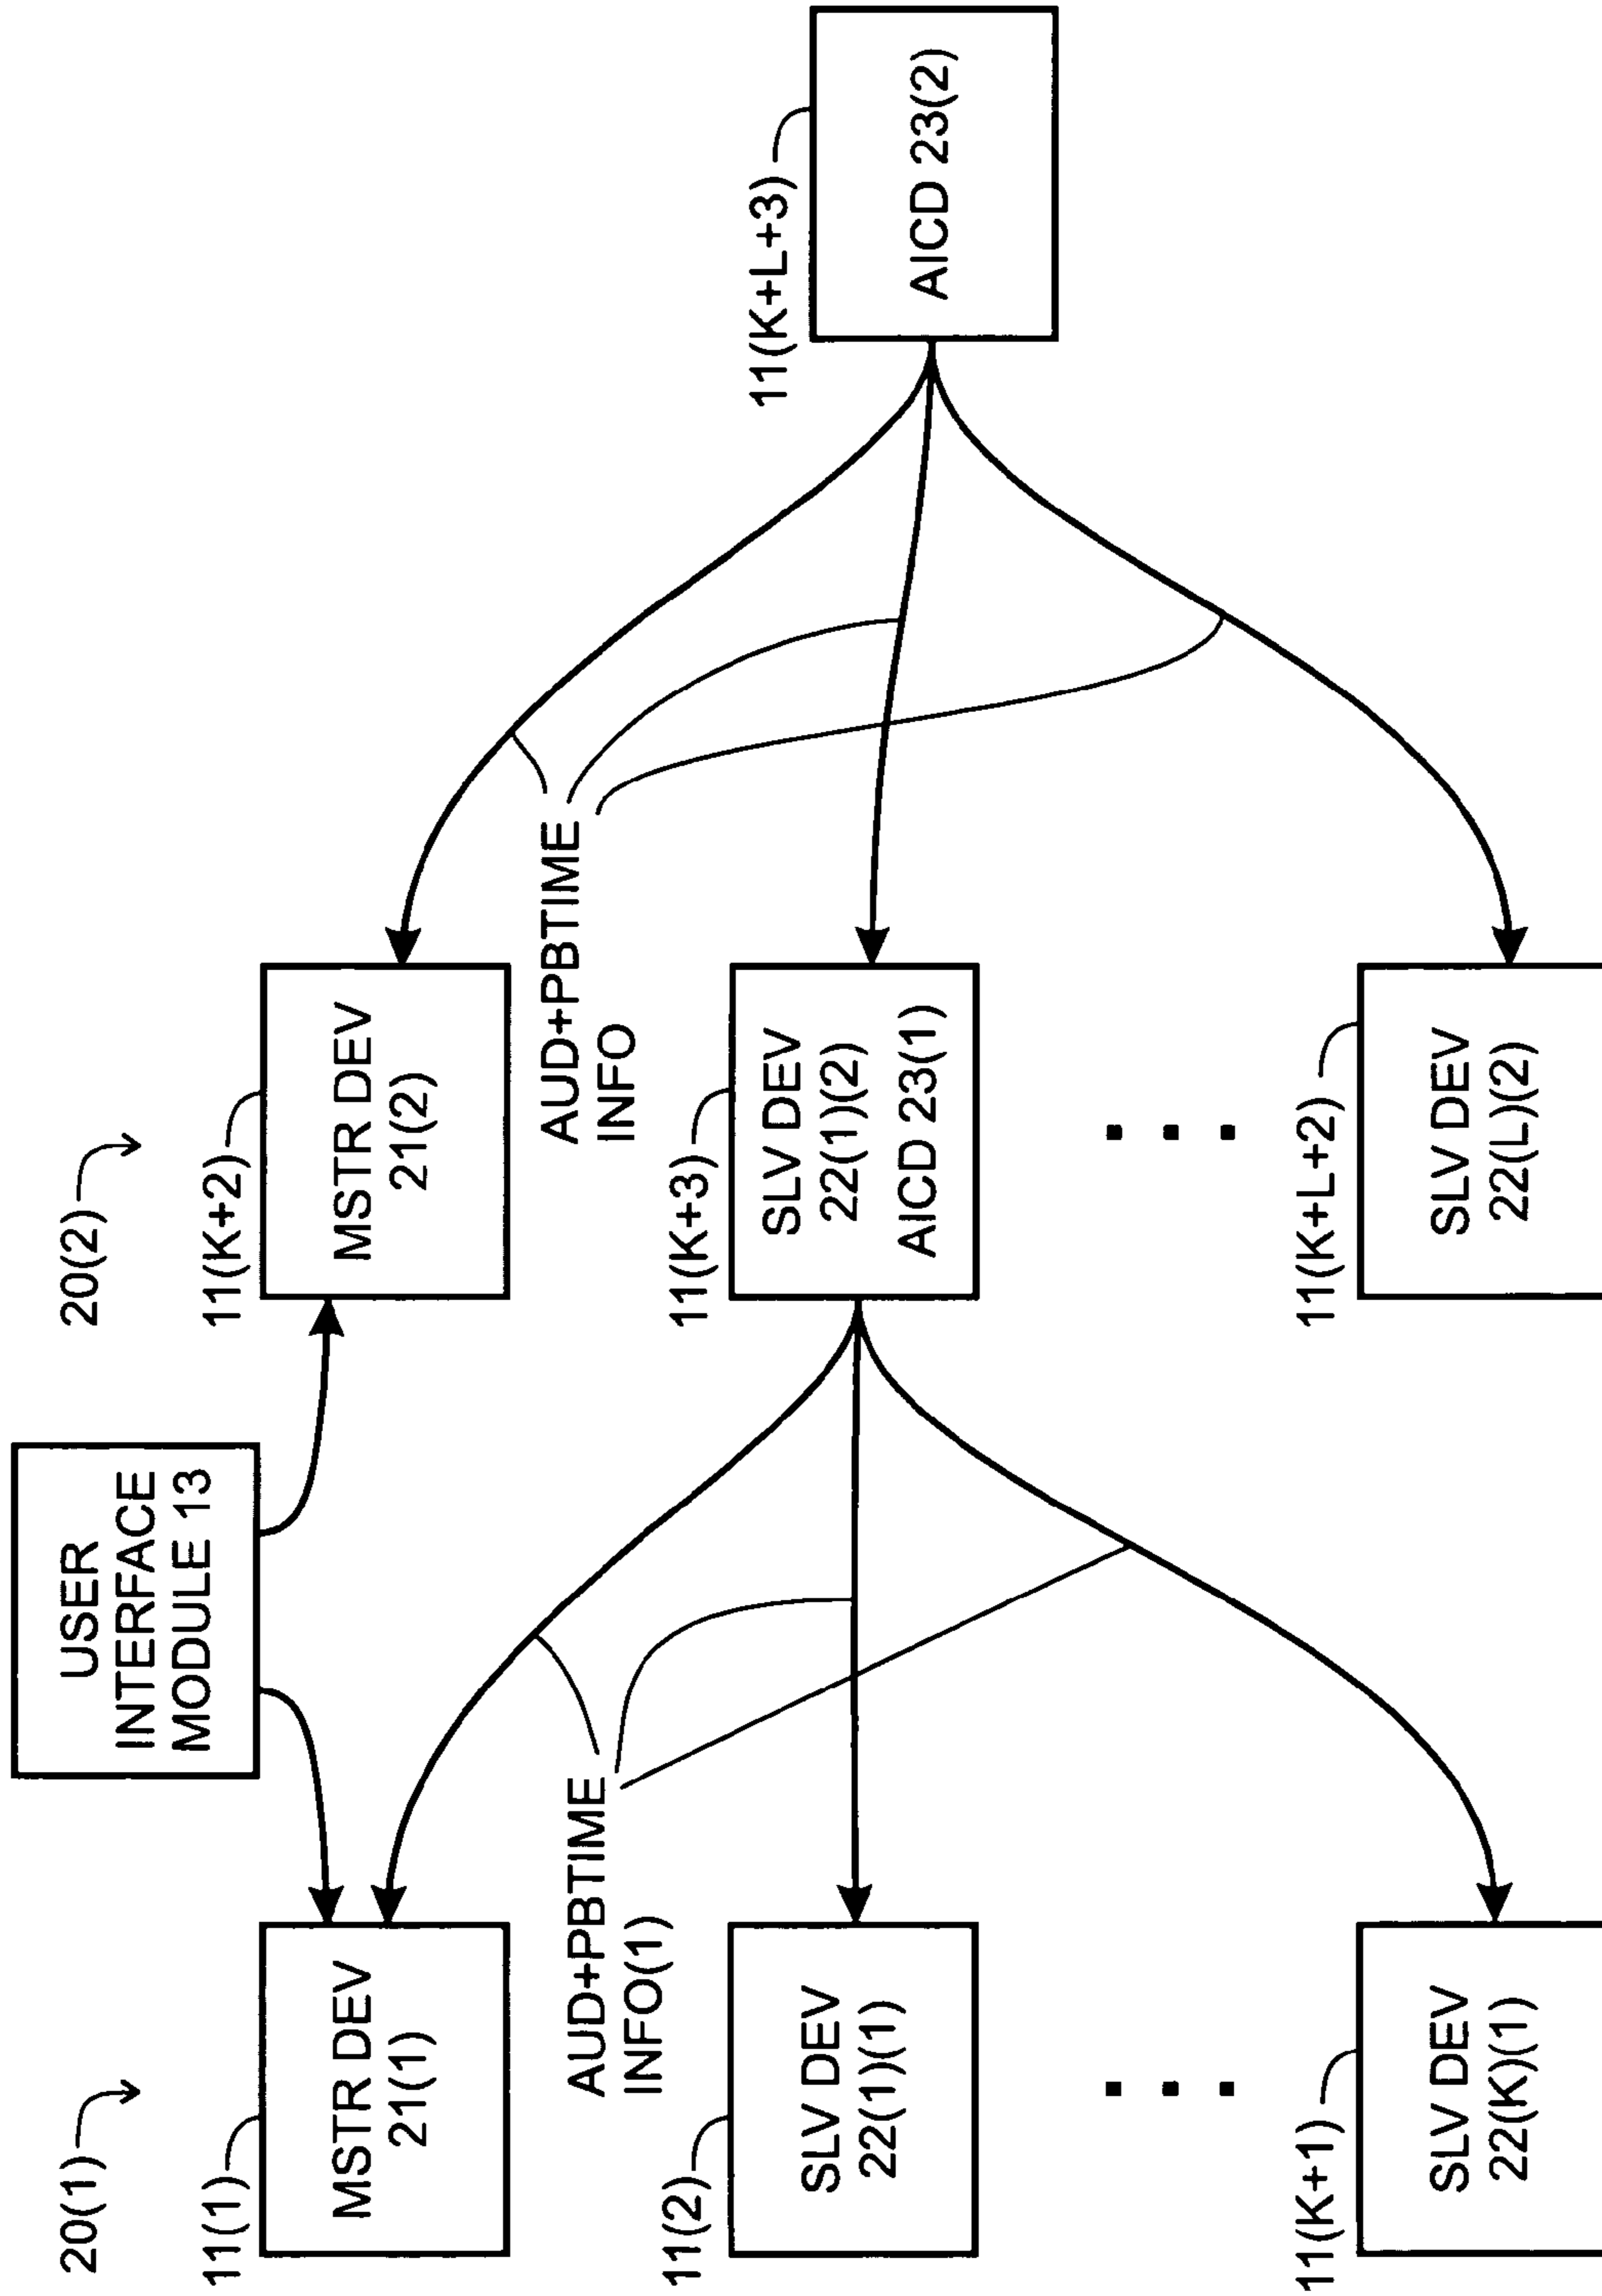 20(1)
11(1)
MSTR DEV
21(1)
AUD+PBTIME
INFO(1)
11(2)
SLV DEV
22(1)(1)
. . .
11(K+1)
SLV DEV
22(K)(1)
USER
INTERFACE
MODULE 13
20(2)
11(K+2)
MSTR DEV
21(2)
AUD+PBTIME
INFO
11(K+3)
SLV DEV
22(1)(2)
AICD 23(1)
. . .
11(K+L+2)
SLV DEV
22(L)(2)
11(K+L+3)
AICD 23(2)